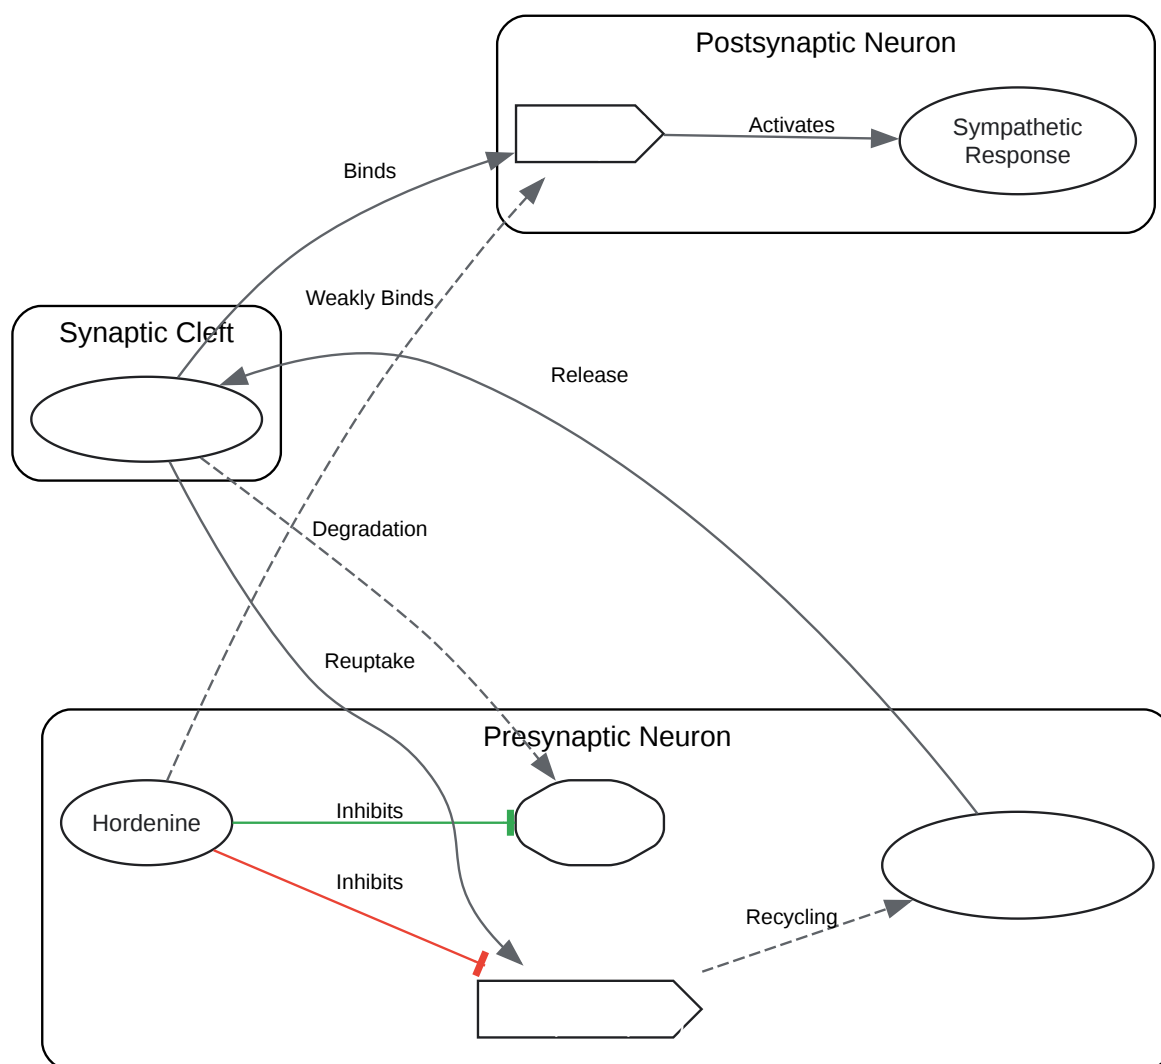 Postsynaptic Neuron
Activates
Sympathetic
Response
Binds
Weakly Binds
Synaptic Cleft
Release
Degradation
Reuptake
Presynaptic Neuron
Hordenine
Inhibits
Inhibits
Recycling